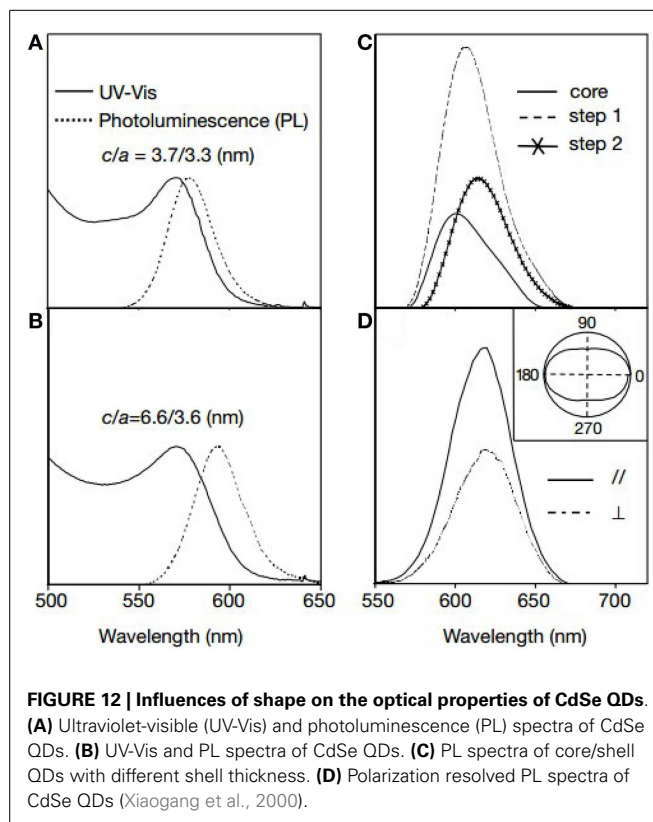 A
UV-Vis
Photoluminescence (PL)
c/a = 3.7/3.3 (nm)
B
c/a=6.6/3.6 (nm)
500 550 600 650
Wavelength (nm)
C
core
step 1
step 2
D
90
180 0
270
//
⊥
550 600 650 700
Wavelength (nm)
FIGURE 12 | Influences of shape on the optical properties of CdSe QDs.
(A) Ultraviolet-visible (UV-Vis) and photoluminescence (PL) spectra of CdSe
QDs. (B) UV-Vis and PL spectra of CdSe QDs. (C) PL spectra of core/shell
QDs with different shell thickness. (D) Polarization resolved PL spectra of
CdSe QDs (Xiaogang et al., 2000).